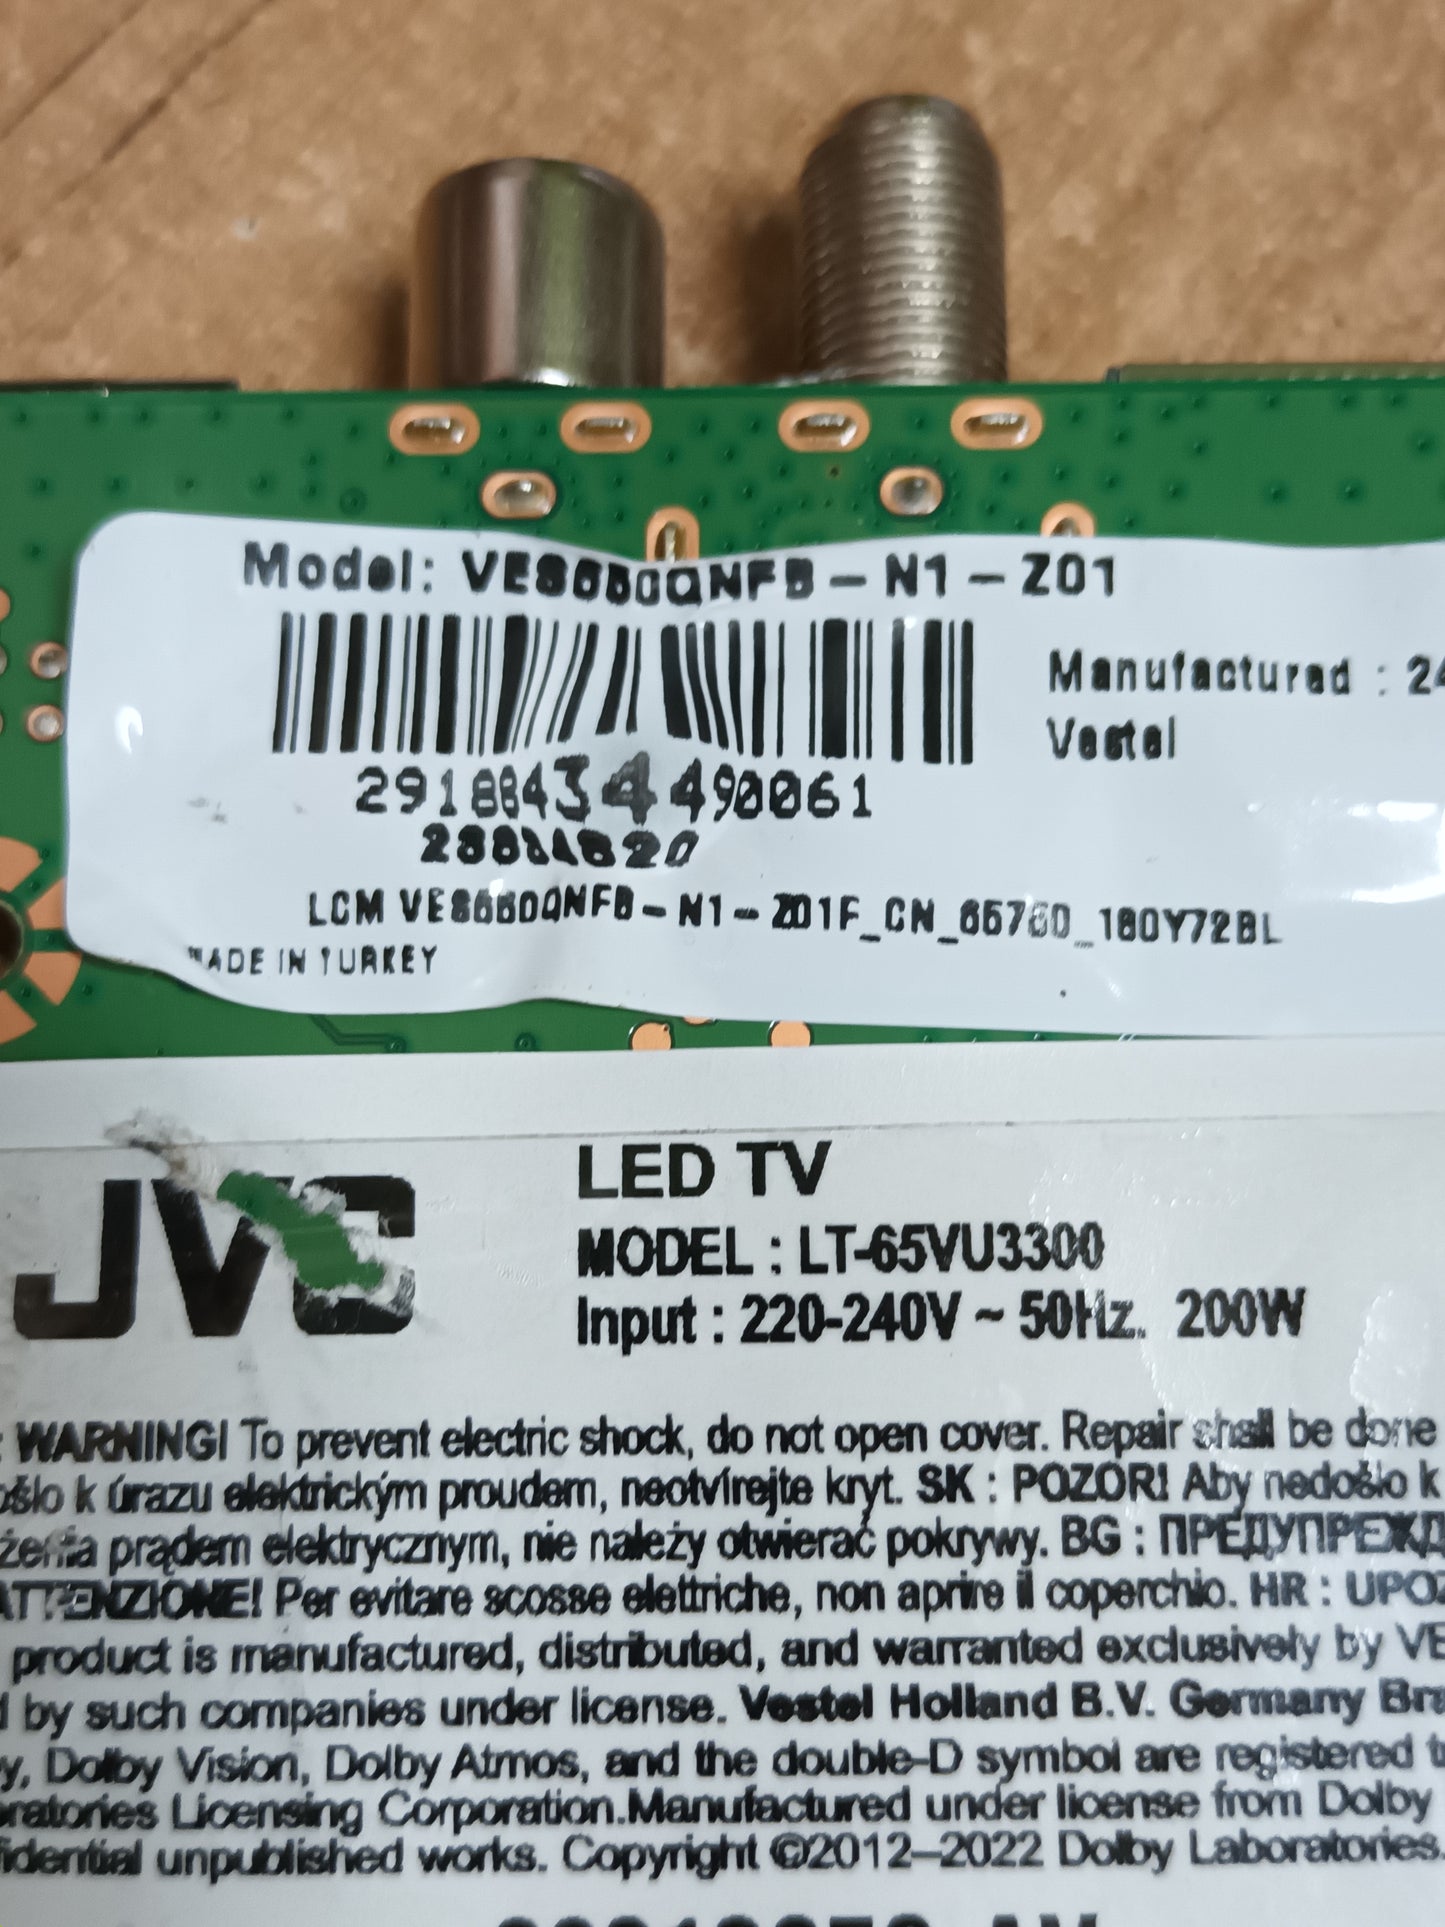 Model: VES650QNFB-N1-Z01
Manufactured : 24
Vestel
LCM VES650QNFB-N1-Z01F_CN_65760_180Y72BL
MADE IN TURKEY
JVC
LED TV
MODEL : LT-65VU3300
Input : 220-240V ~ 50Hz. 200W
: WARNING! To prevent electric shock, do not open cover. Repair shall be done
ošlo k úrazu elektrickým proudem, neotvírejte kryt. SK : POZOR! Aby nedošlo k
żenia prądem elektrycznym, nie należy otwierać pokrywy. BG : ПРЕДУПРЕЖД
ATTENZIONE! Per evitare scosse elettriche, non aprire il coperchio. HR : UPOZ
product is manufactured, distributed, and warranted exclusively by VE
d by such companies under license. Vestel Holland B.V. Germany Bra
y, Dolby Vision, Dolby Atmos, and the double-D symbol are registered t
oratories Licensing Corporation.Manufactured under license from Dolby
fidential unpublished works. Copyright ©2012–2022 Dolby Laboratories.